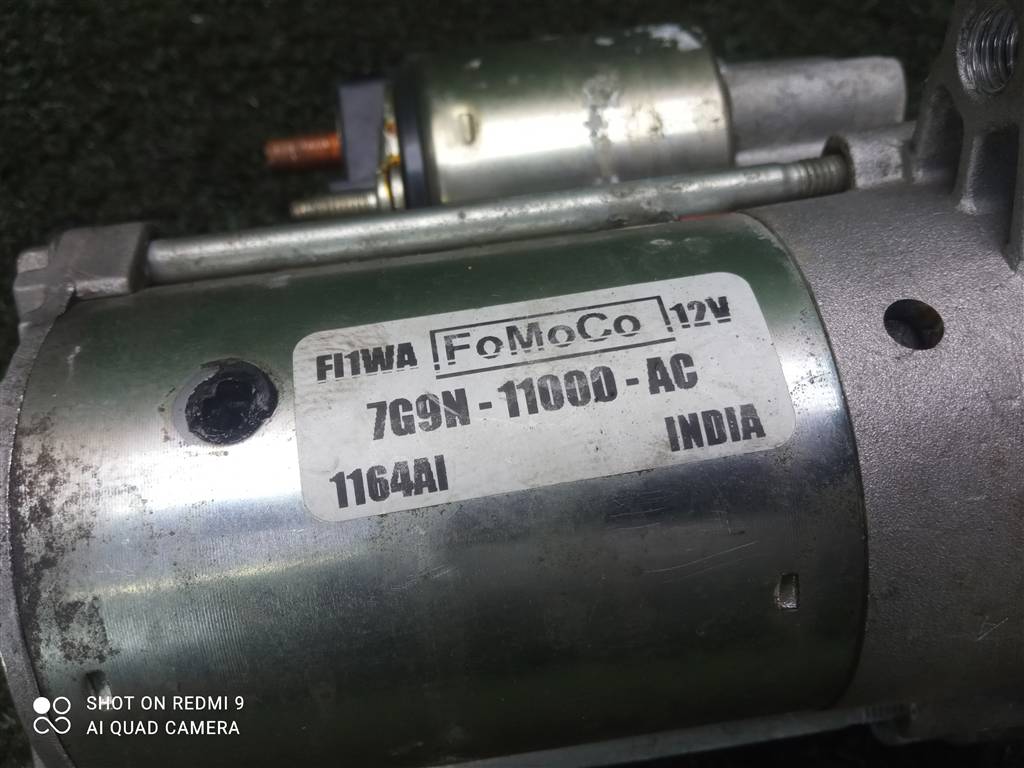 FI1WA FoMoCo 12V
7G9N - 11000 - AC
1164AI INDIA
SHOT ON REDMI 9
AI QUAD CAMERA